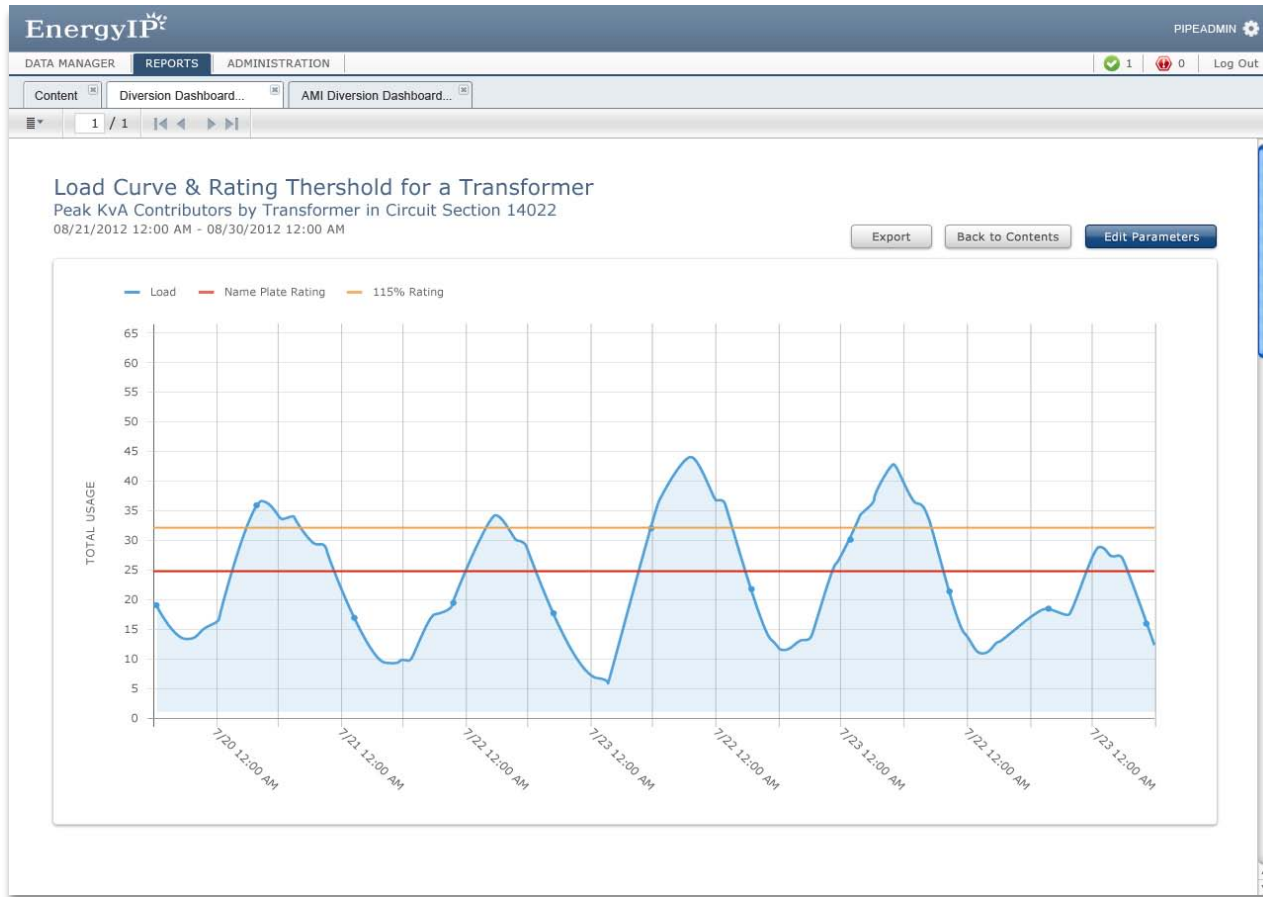 EnergyIP
PIPEADMIN
DATA MANAGER REPORTS ADMINISTRATION 1 0 Log Out
Content Diversion Dashboard... AMI Diversion Dashboard...
1 / 1
Load Curve & Rating Thershold for a Transformer
Peak KvA Contributors by Transformer in Circuit Section 14022
08/21/2012 12:00 AM - 08/30/2012 12:00 AM
Export Back to Contents Edit Parameters
Load Name Plate Rating 115% Rating
65
60
55
50
45
40
35
30
25
20
15
10
5
0
TOTAL USAGE
7/20 12:00 AM
7/21 12:00 AM
7/22 12:00 AM
7/23 12:00 AM
7/22 12:00 AM
7/23 12:00 AM
7/22 12:00 AM
7/23 12:00 AM